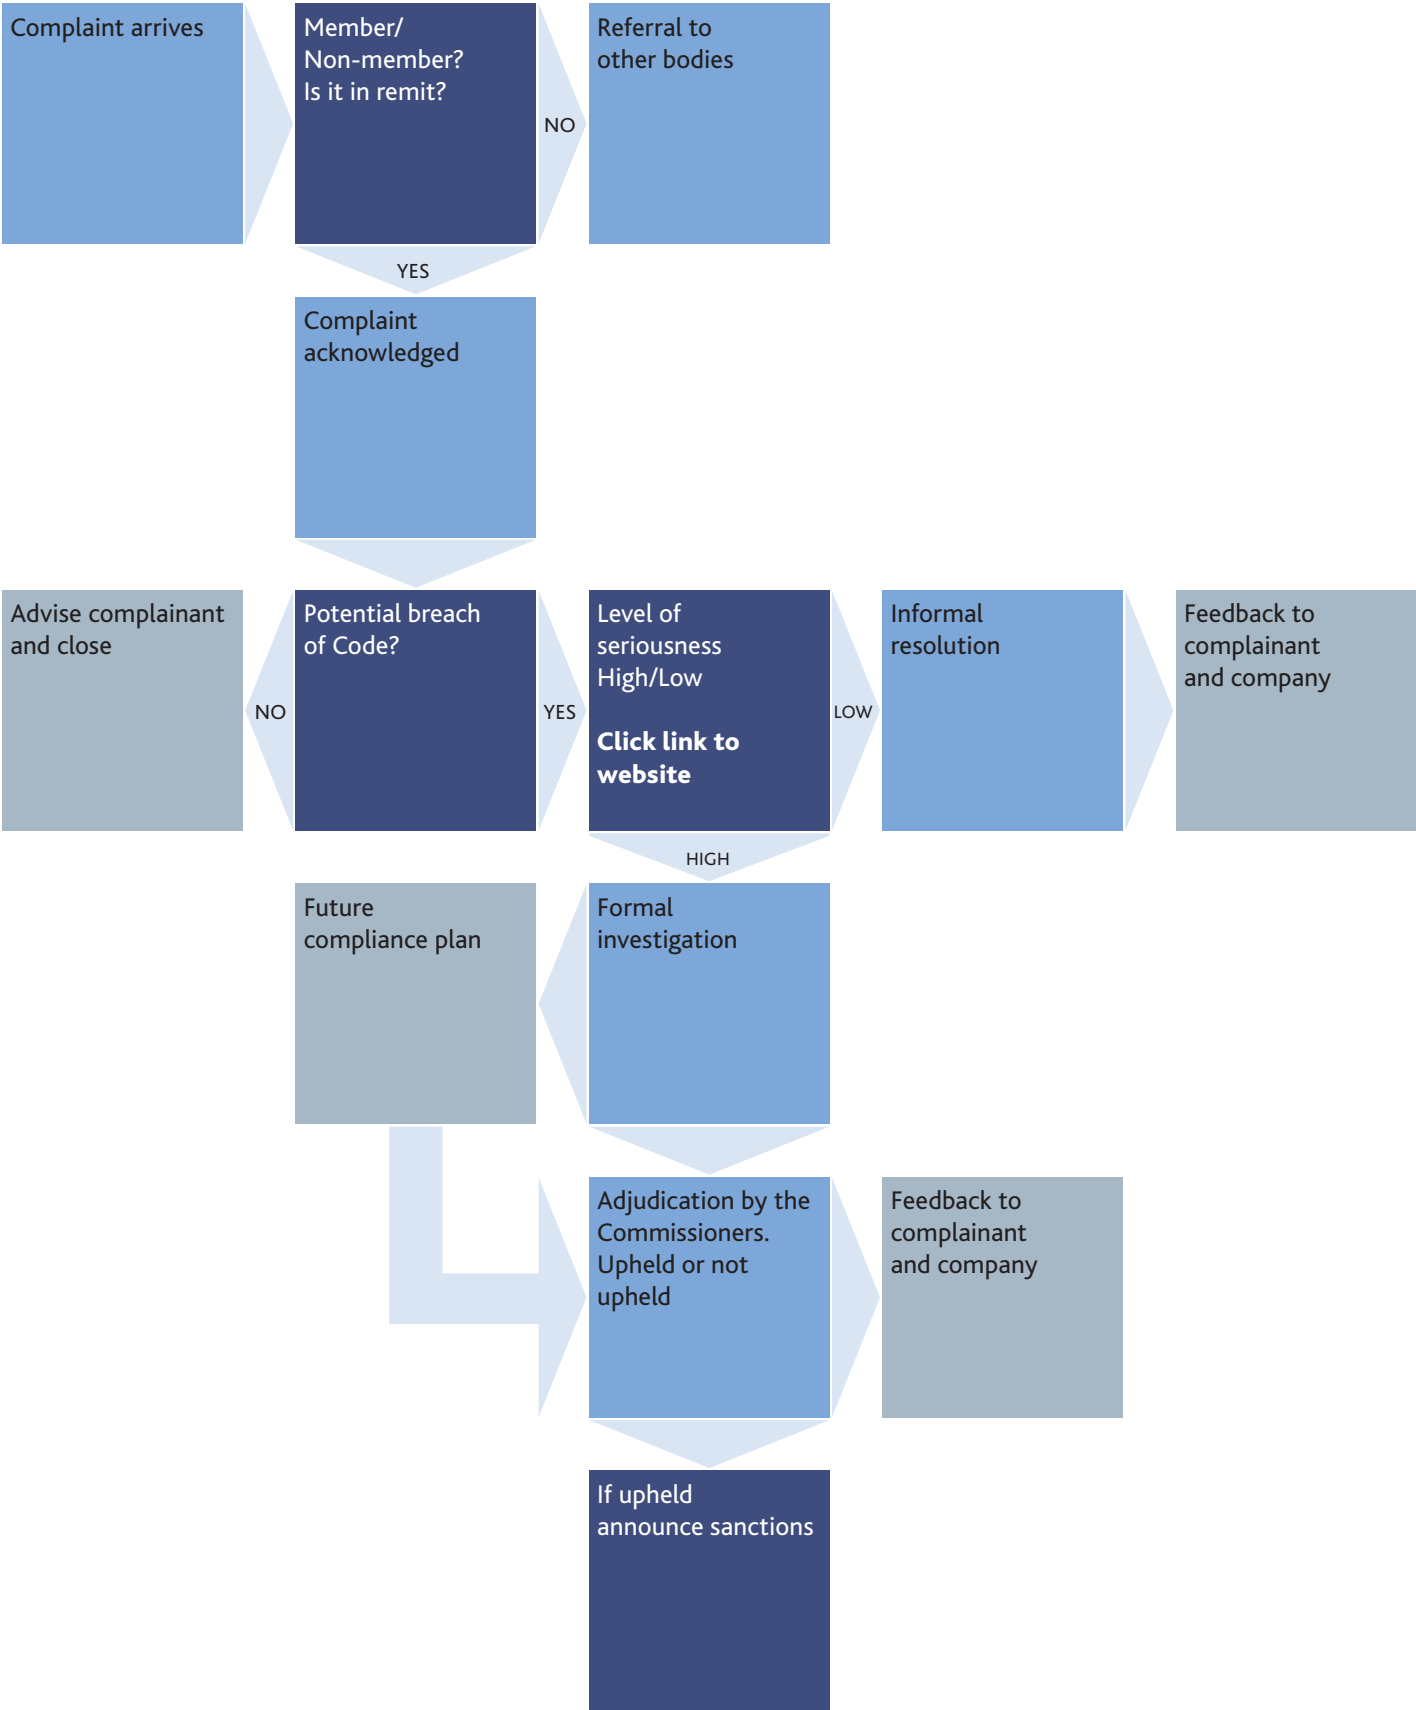 Complaint arrives
Member/
Non-member?
Is it in remit?
NO
Referral to
other bodies
YES
Complaint
acknowledged
Advise complainant
and close
NO
Potential breach
of Code?
YES
Level of
seriousness
High/Low
Click link to
website
LOW
Informal
resolution
Feedback to
complainant
and company
HIGH
Future
compliance plan
Formal
investigation
Adjudication by the
Commissioners.
Upheld or not
upheld
Feedback to
complainant
and company
If upheld
announce sanctions